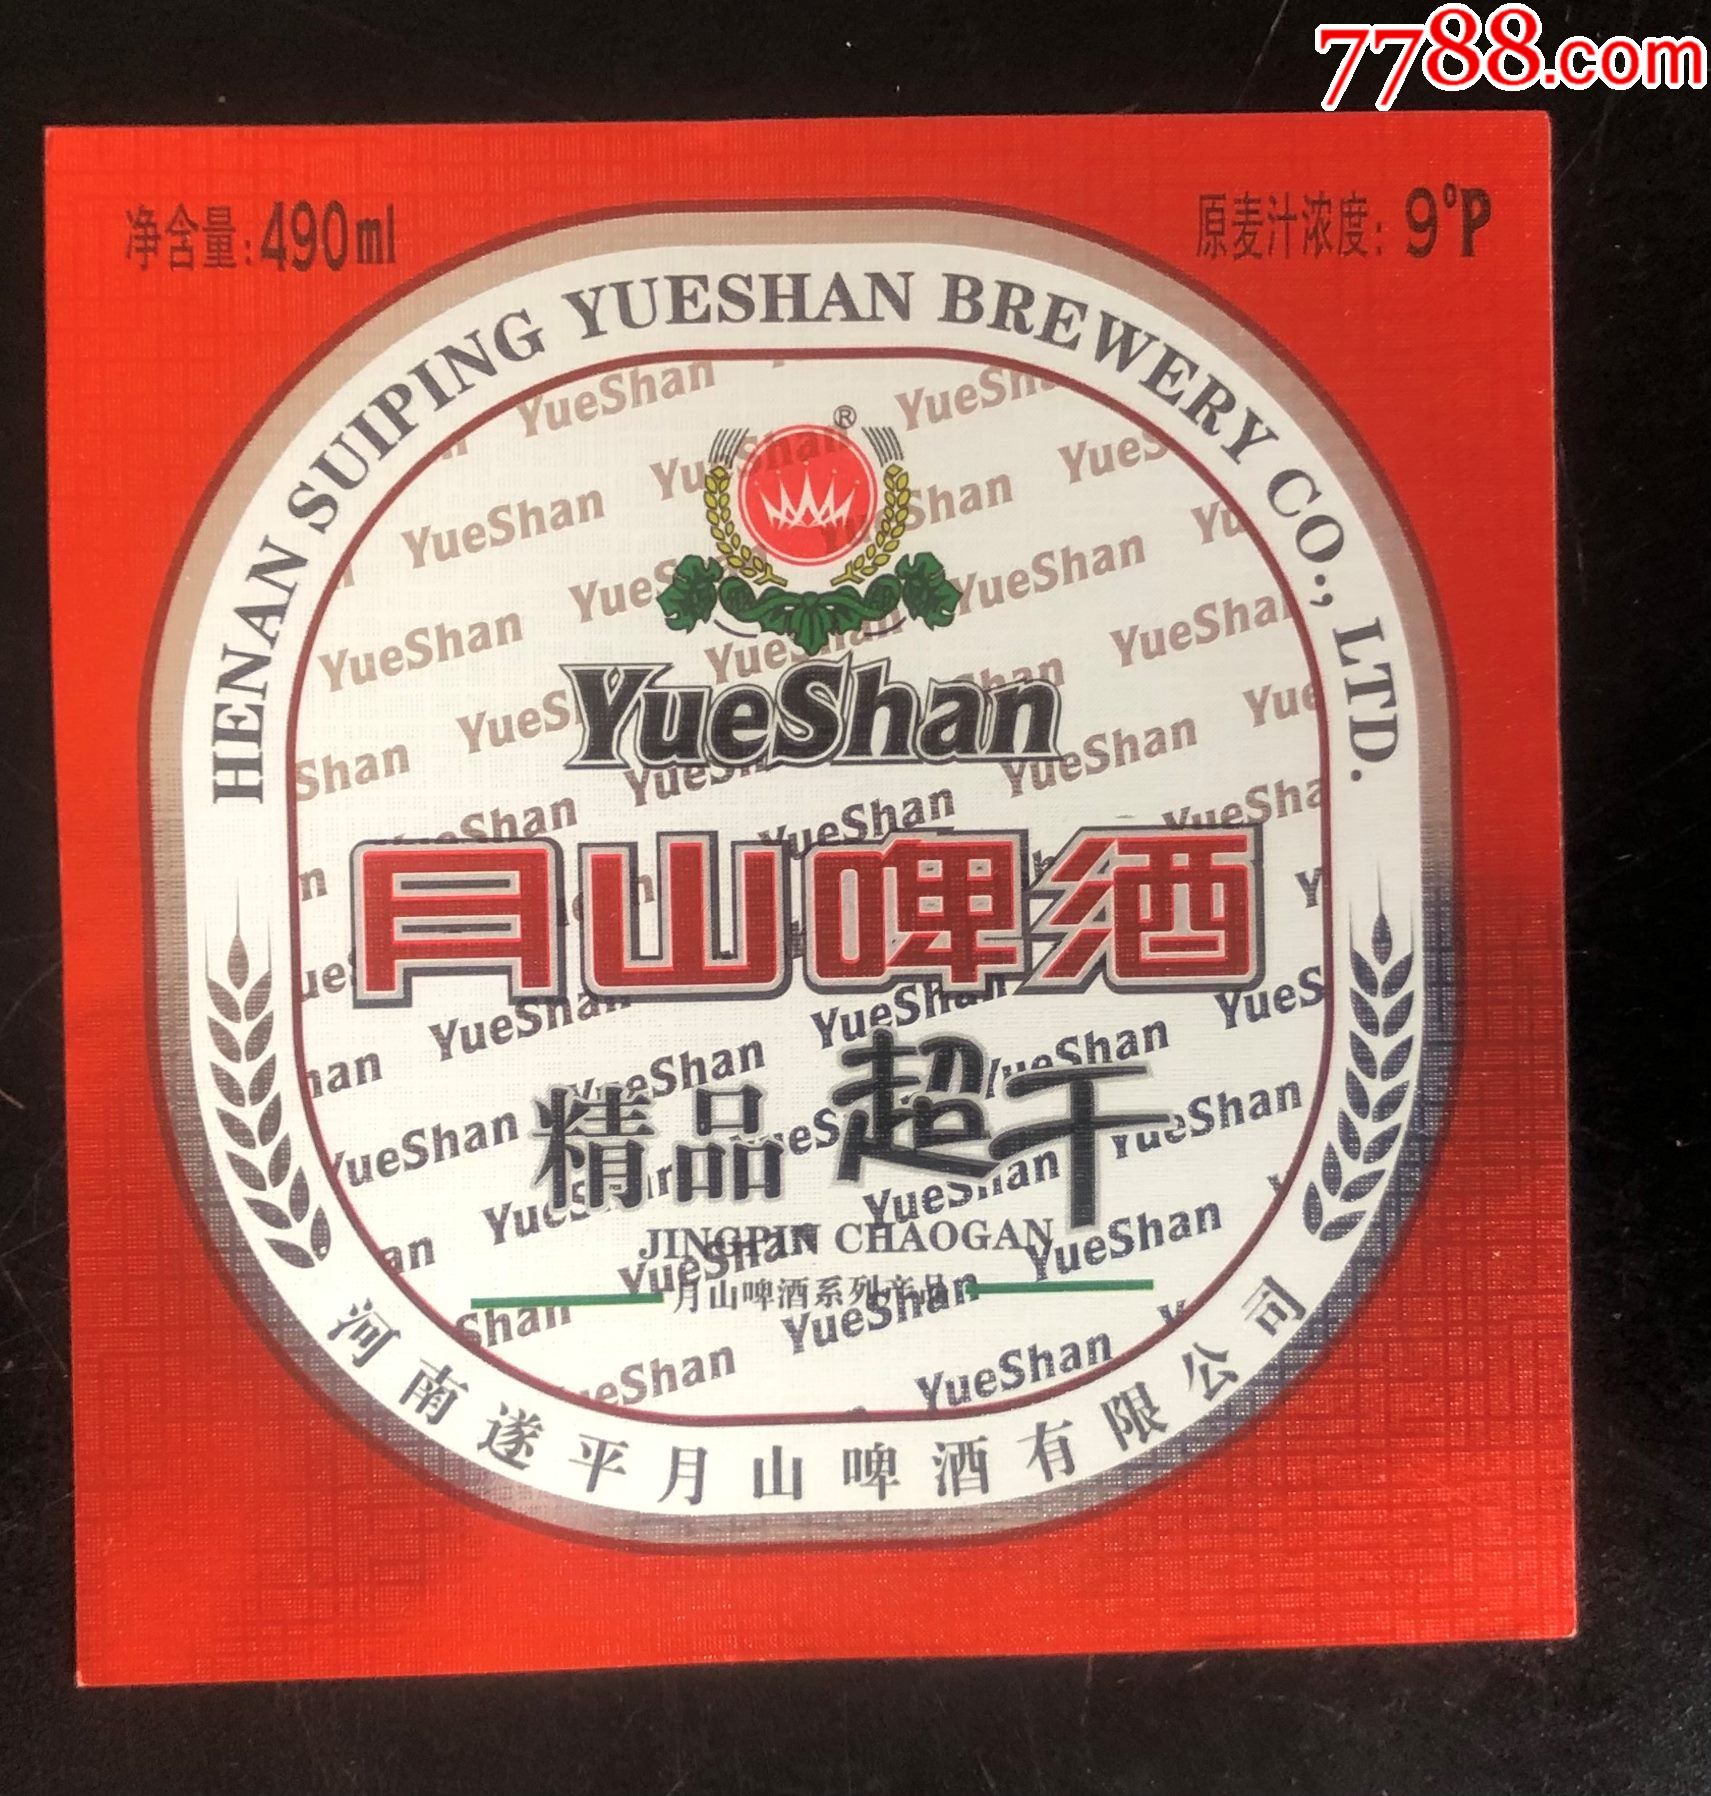 7788.com
净含量:490ml
原麦汁浓度:9°P
HENAN SUIPING YUESHAN BREWERY CO., LTD.
®
YueShan
月山啤酒
精品 超干
JINGPIN CHAOGAN
月山啤酒系列产品
河南遂平月山啤酒有限公司